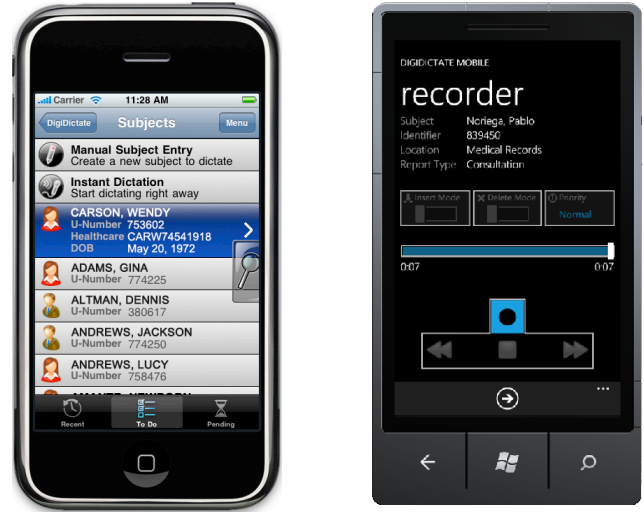 Carrier 11:28 AM
DigiDictate Subjects Menu
Manual Subject Entry
Create a new subject to dictate
Instant Dictation
Start dictating right away
CARSON, WENDY
U-Number 753602
Healthcare CARW74541918
DOB May 20, 1972
ADAMS, GINA
U-Number 774225
ALTMAN, DENNIS
U-Number 380617
ANDREWS, JACKSON
U-Number 774250
ANDREWS, LUCY
U-Number 758476
Recent To Do Pending
DIGIDICTATE MOBILE
recorder
Subject Noriega, Pablo
Identifier 839450
Location Medical Records
Report Type Consultation
Insert Mode Delete Mode Priority
Normal
0:07 0:07